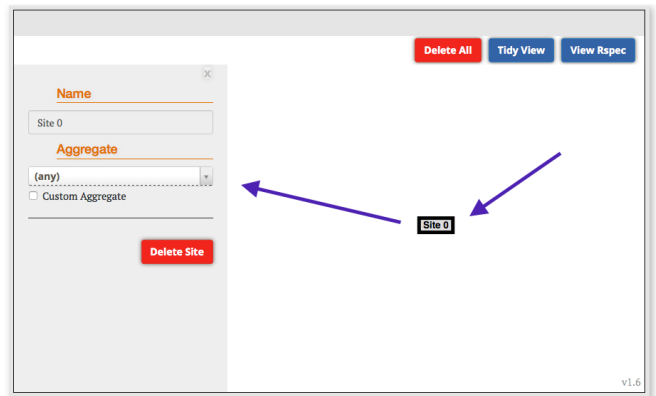 Delete All Tidy View View Rspec
x
Name
Site 0
Aggregate
(any)
Custom Aggregate
Site 0
Delete Site
v1.6